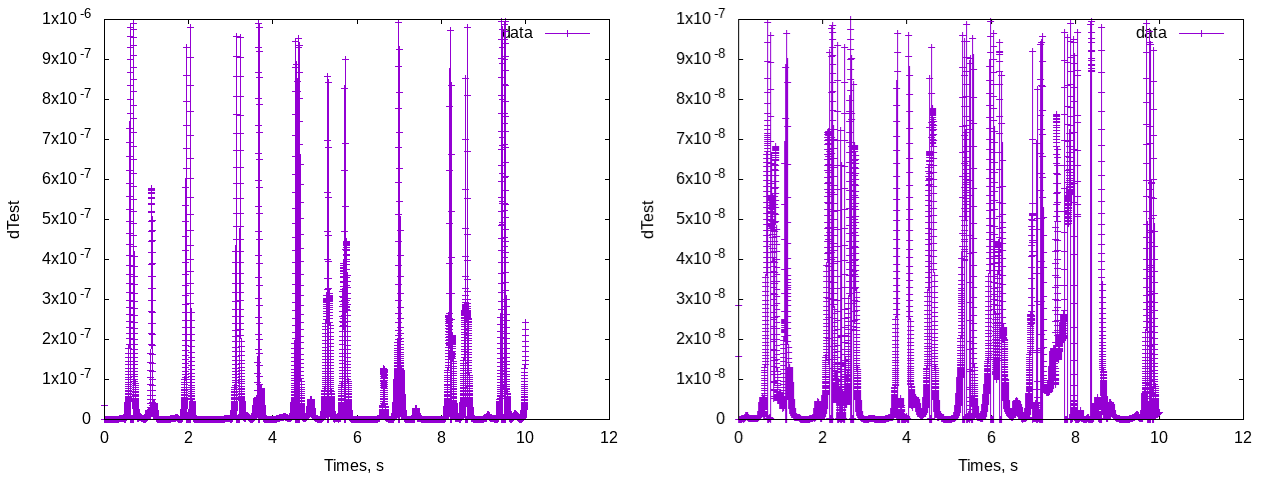 1x10^-6
9x10^-7
8x10^-7
7x10^-7
6x10^-7
5x10^-7
4x10^-7
3x10^-7
2x10^-7
1x10^-7
0
0 2 4 6 8 10 12
dTest
Times, s
data
1x10^-7
9x10^-8
8x10^-8
7x10^-8
6x10^-8
5x10^-8
4x10^-8
3x10^-8
2x10^-8
1x10^-8
0
0 2 4 6 8 10 12
dTest
Times, s
data